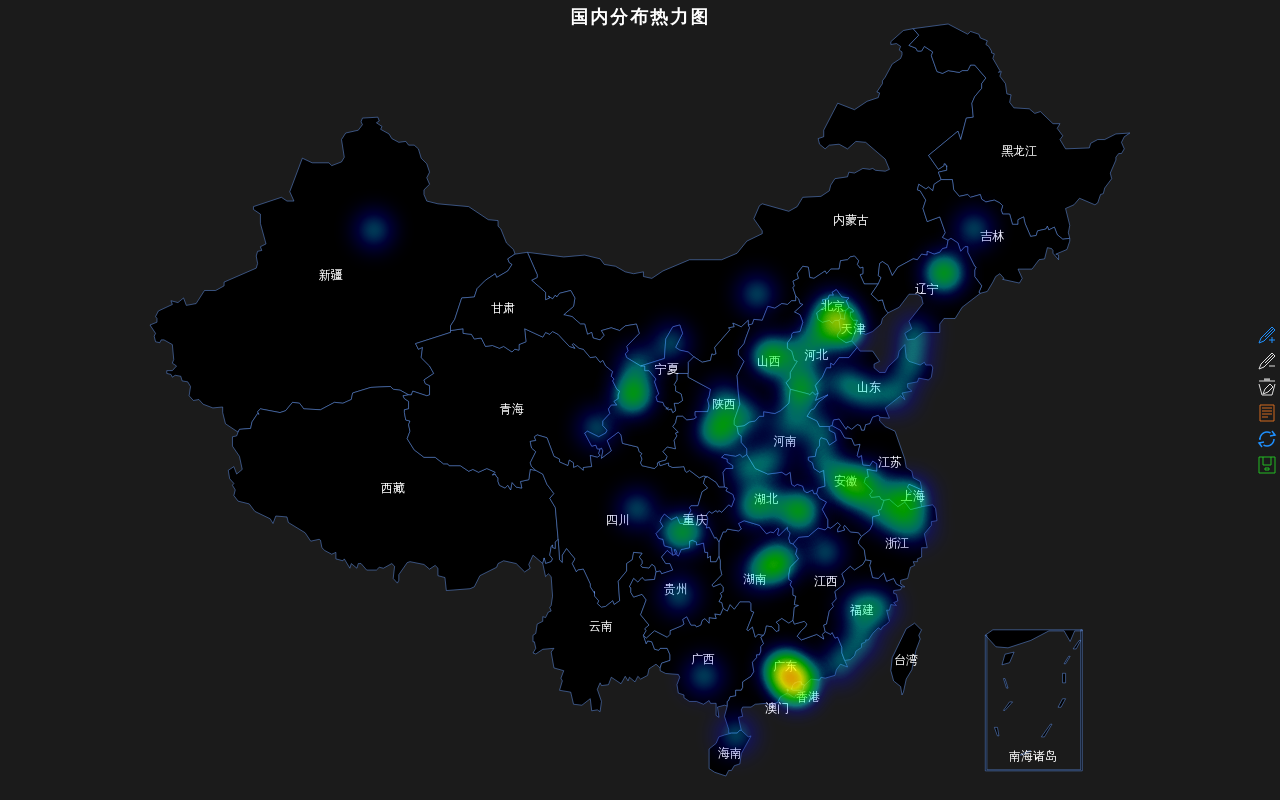 国内分布热力图
黑龙江
内蒙古
吉林
新疆
辽宁
甘肃
北京
天津
河北
山西
宁夏
山东
陕西
青海
河南
江苏
安徽
西藏
上海
湖北
四川
重庆
浙江
湖南
江西
贵州
福建
云南
广西
台湾
广东
香港
澳门
海南
南海诸岛